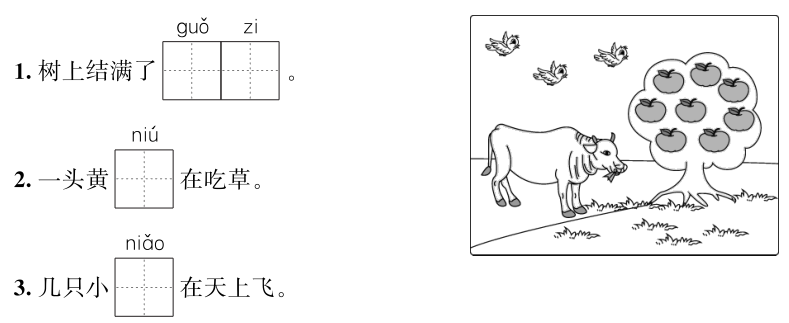 guǒ zi
1. 树上结满了 。
niú
2. 一头黄 在吃草。
niǎo
3. 几只小 在天上飞。